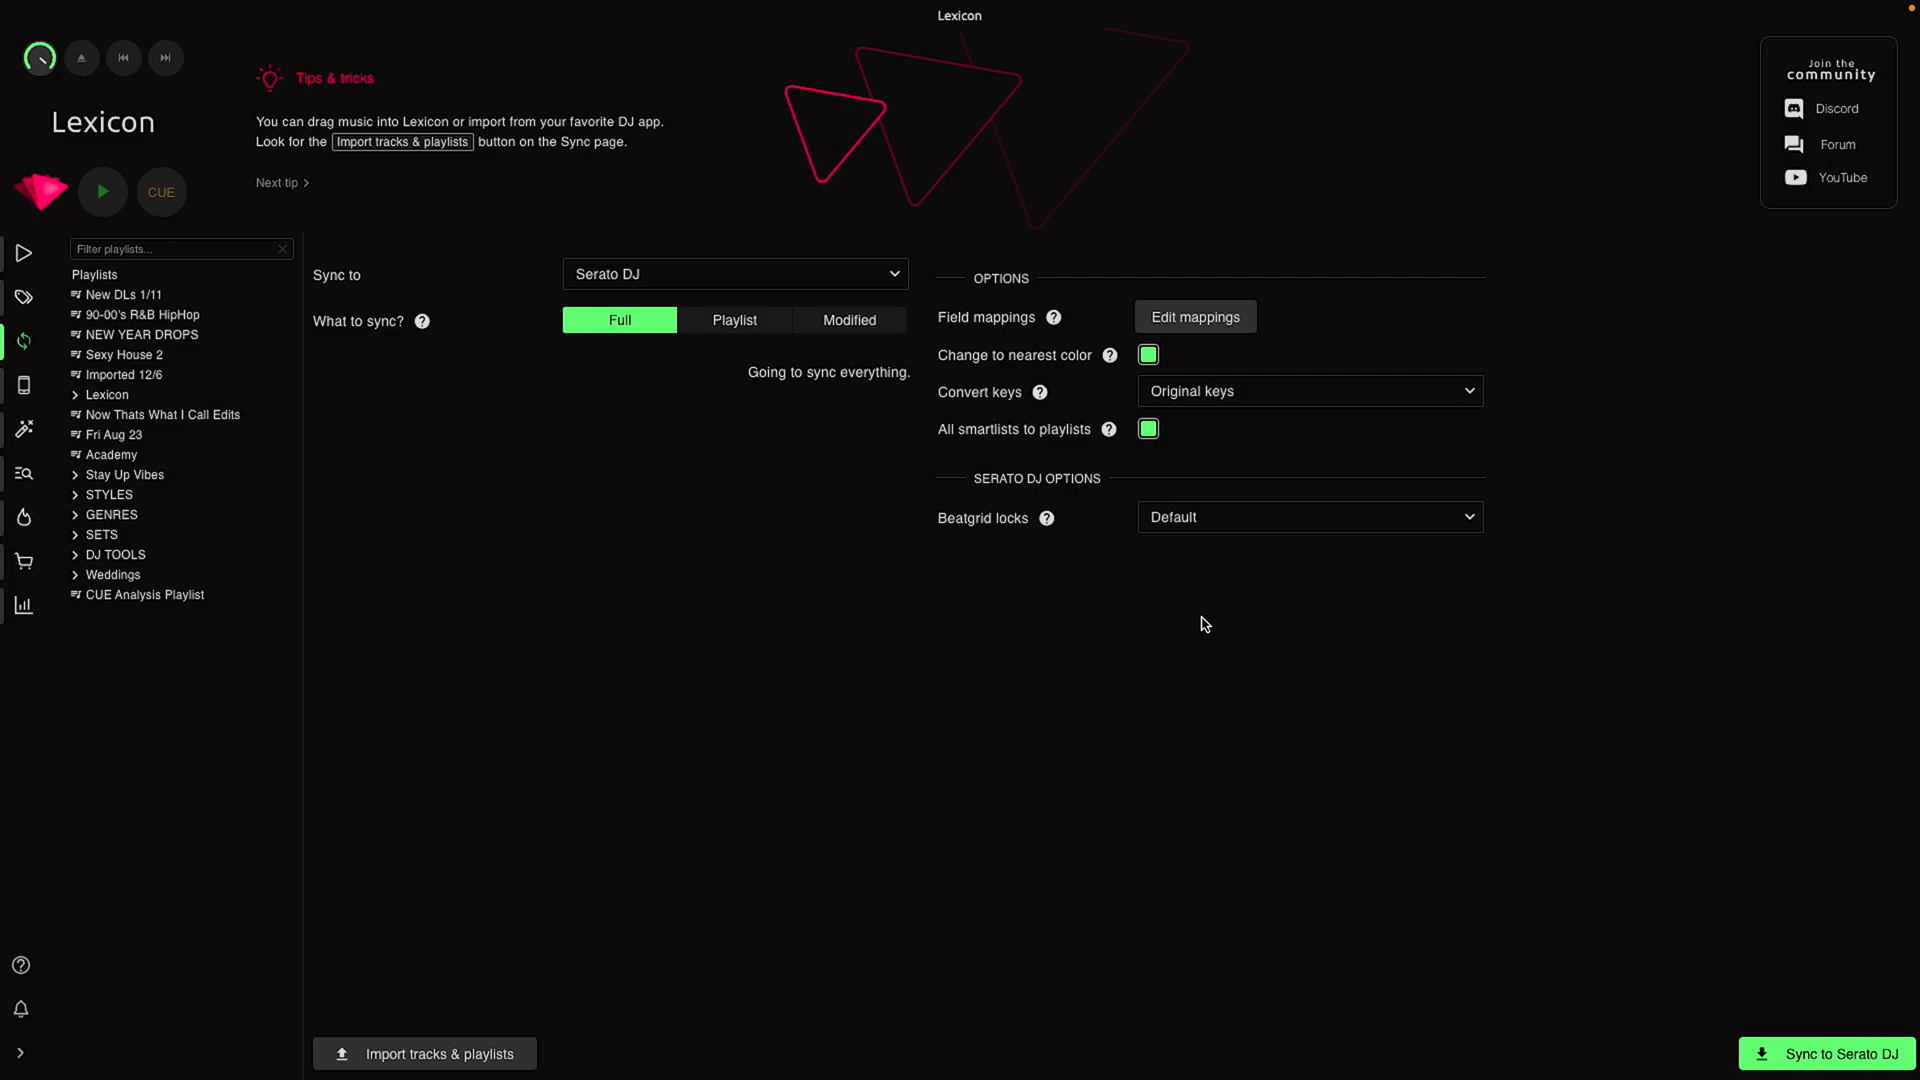 Lexicon
Tips & tricks
Lexicon
You can drag music into Lexicon or import from your favorite DJ app.
Look for the Import tracks & playlists button on the Sync page.
Next tip
CUE
Join the
community
Discord
Forum
YouTube
Filter playlists...
Playlists
New DLs 1/11
90-00's R&B HipHop
NEW YEAR DROPS
Sexy House 2
Imported 12/6
Lexicon
Now Thats What I Call Edits
Fri Aug 23
Academy
Stay Up Vibes
STYLES
GENRES
SETS
DJ TOOLS
Weddings
CUE Analysis Playlist
Sync to
Serato DJ
What to sync?
Full
Playlist
Modified
Going to sync everything.
OPTIONS
Field mappings
Edit mappings
Change to nearest color
Convert keys
Original keys
All smartlists to playlists
SERATO DJ OPTIONS
Beatgrid locks
Default
Import tracks & playlists
Sync to Serato DJ